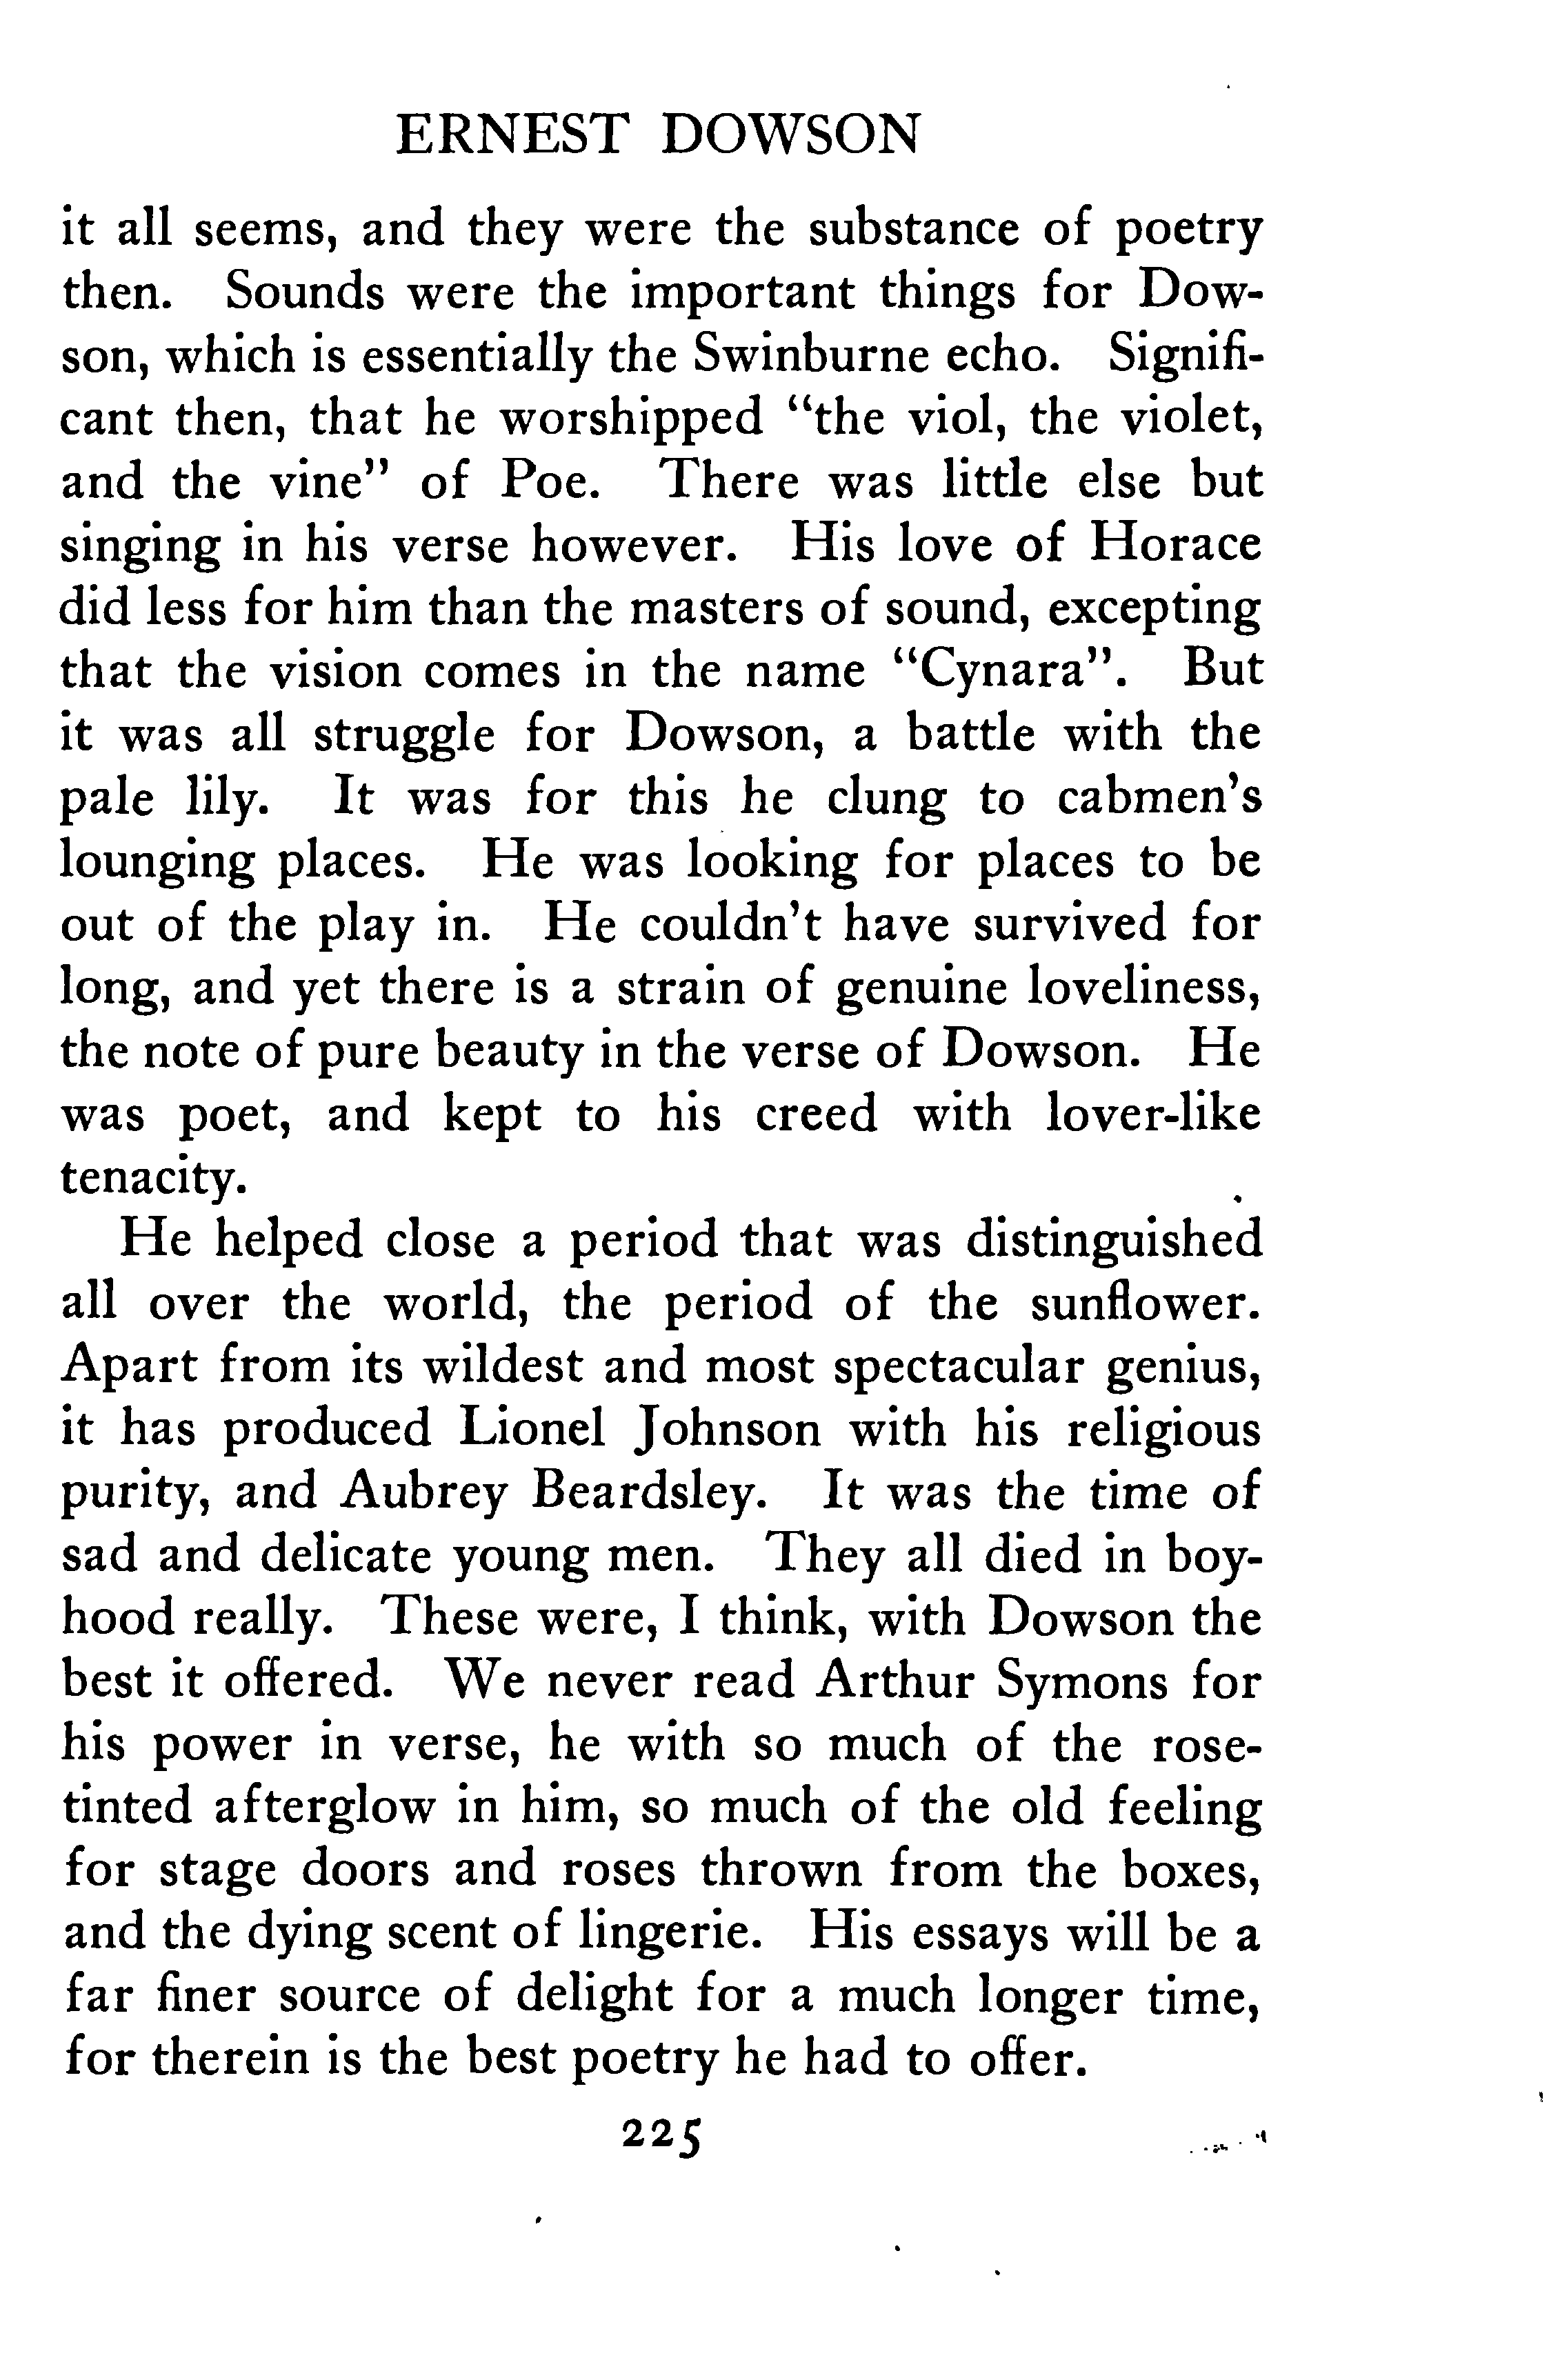 ERNEST DOWSON
it all seems, and they were the substance of poetry
then. Sounds were the important things for Dow-
son, which is essentially the Swinburne echo. Signifi-
cant then, that he worshipped "the viol, the violet,
and the vine" of Poe. There was little else but
singing in his verse however. His love of Horace
did less for him than the masters of sound, excepting
that the vision comes in the name "Cynara". But
it was all struggle for Dowson, a battle with the
pale lily. It was for this he clung to cabmen's
lounging places. He was looking for places to be
out of the play in. He couldn't have survived for
long, and yet there is a strain of genuine loveliness,
the note of pure beauty in the verse of Dowson. He
was poet, and kept to his creed with lover-like
tenacity.
He helped close a period that was distinguished
all over the world, the period of the sunflower.
Apart from its wildest and most spectacular genius,
it has produced Lionel Johnson with his religious
purity, and Aubrey Beardsley. It was the time of
sad and delicate young men. They all died in boy-
hood really. These were, I think, with Dowson the
best it offered. We never read Arthur Symons for
his power in verse, he with so much of the rose-
tinted afterglow in him, so much of the old feeling
for stage doors and roses thrown from the boxes,
and the dying scent of lingerie. His essays will be a
far finer source of delight for a much longer time,
for therein is the best poetry he had to offer.
225